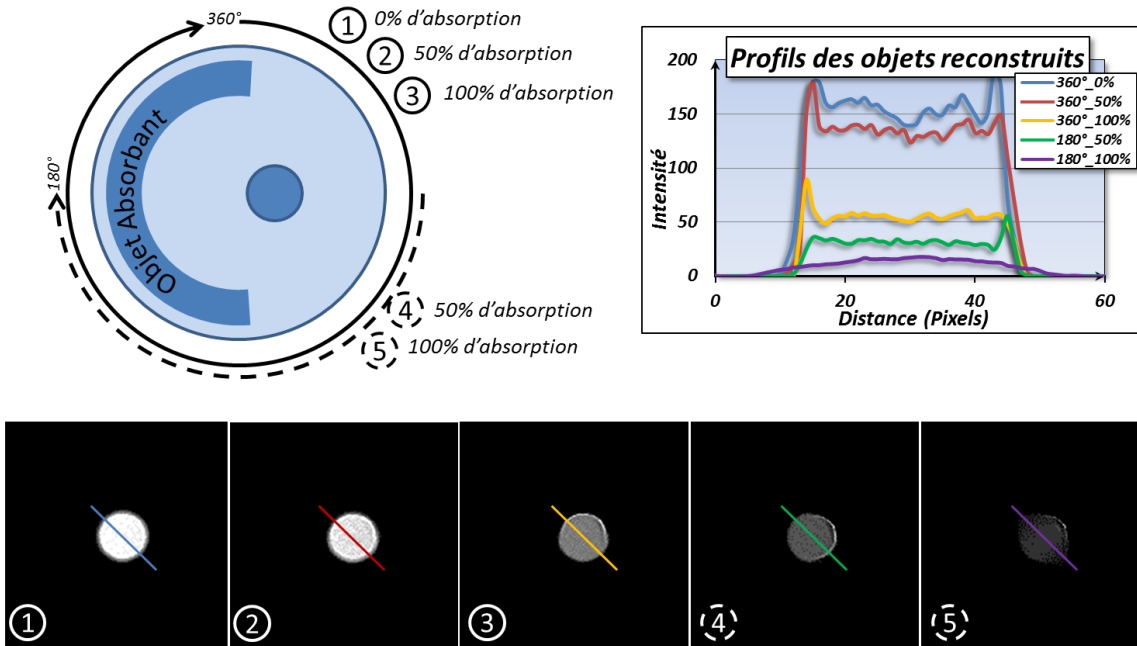 360°
180°
Objet Absorbant
1 0% d’absorption
2 50% d’absorption
3 100% d’absorption
4 50% d’absorption
5 100% d’absorption
Profils des objets reconstruits
Intensité
200
150
100
50
0
0 20 40 60
Distance (Pixels)
360°_0%
360°_50%
360°_100%
180°_50%
180°_100%
1 2 3 4 5